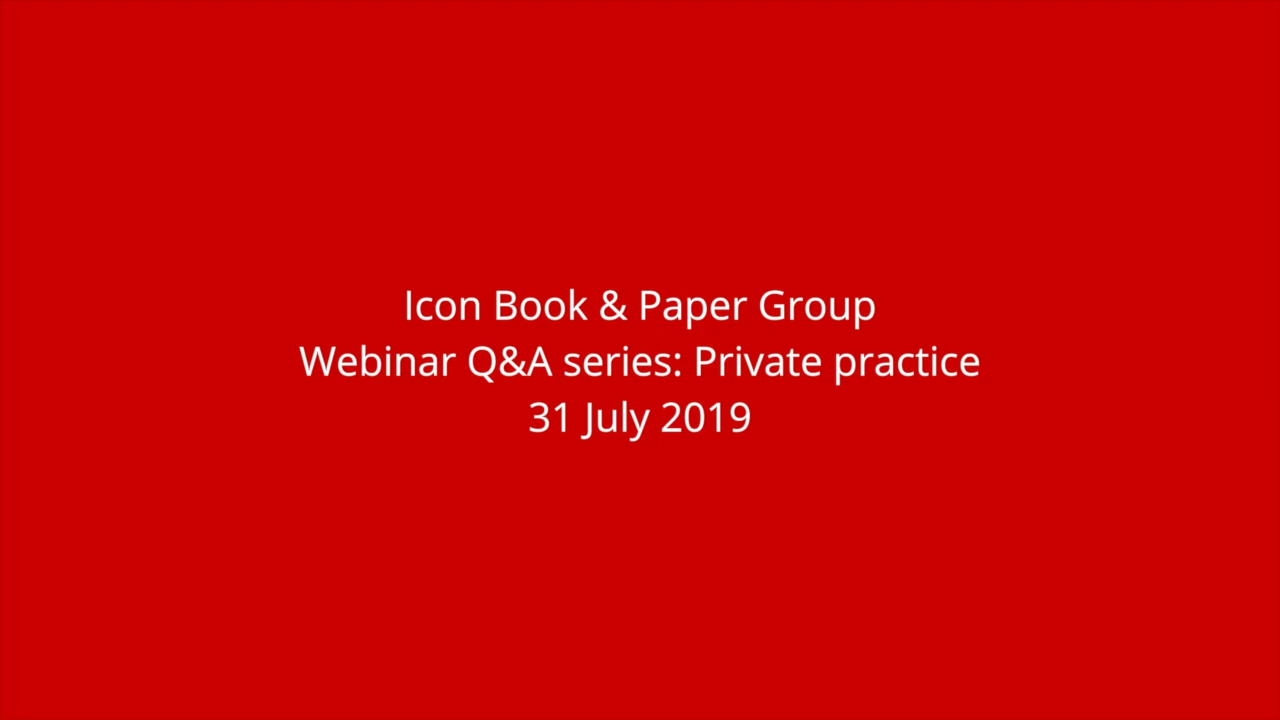 Icon Book & Paper Group
Webinar Q&A series: Private practice
31 July 2019